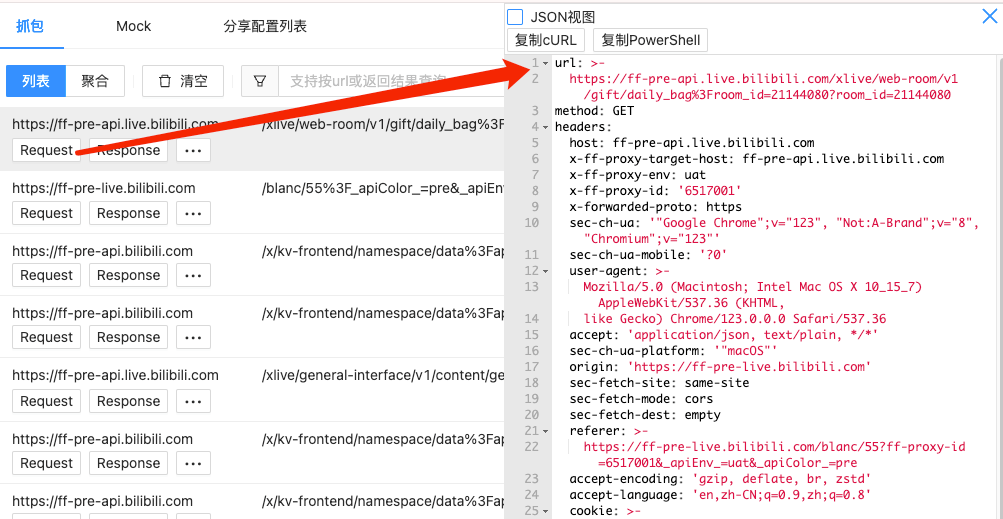 抓包 Mock 分享配置列表
列表 聚合 清空 支持按url或返回结果查询
https://ff-pre-api.live.bilibili.com /xlive/web-room/v1/gift/daily_bag%3F
Request Response ···
https://ff-pre-live.bilibili.com /blanc/55%3F_apiColor_=pre&_apiEnv
Request Response ···
https://ff-pre-api.bilibili.com /x/kv-frontend/namespace/data%3Fap
Request Response ···
https://ff-pre-api.bilibili.com /x/kv-frontend/namespace/data%3Fap
Request Response ···
https://ff-pre-api.live.bilibili.com /xlive/general-interface/v1/content/ge
Request Response ···
https://ff-pre-api.bilibili.com /x/kv-frontend/namespace/data%3Fap
Request Response ···
https://ff-pre-api.bilibili.com /x/kv-frontend/namespace/data%3Fap
Request Response ···
JSON视图
复制cURL 复制PowerShell
1 url: >-
2 https://ff-pre-api.live.bilibili.com/xlive/web-room/v1
/gift/daily_bag%3Froom_id=21144080?room_id=21144080
3 method: GET
4 headers:
5 host: ff-pre-api.live.bilibili.com
6 x-ff-proxy-target-host: ff-pre-api.live.bilibili.com
7 x-ff-proxy-env: uat
8 x-ff-proxy-id: '6517001'
9 x-forwarded-proto: https
10 sec-ch-ua: '"Google Chrome";v="123", "Not:A-Brand";v="8",
"Chromium";v="123"'
11 sec-ch-ua-mobile: '?0'
12 user-agent: >-
13 Mozilla/5.0 (Macintosh; Intel Mac OS X 10_15_7)
AppleWebKit/537.36 (KHTML,
14 like Gecko) Chrome/123.0.0.0 Safari/537.36
15 accept: 'application/json, text/plain, */*'
16 sec-ch-ua-platform: '"macOS"'
17 origin: 'https://ff-pre-live.bilibili.com'
18 sec-fetch-site: same-site
19 sec-fetch-mode: cors
20 sec-fetch-dest: empty
21 referer: >-
22 https://ff-pre-live.bilibili.com/blanc/55?ff-proxy-id
=6517001&_apiEnv_=uat&_apiColor_=pre
23 accept-encoding: 'gzip, deflate, br, zstd'
24 accept-language: 'en,zh-CN;q=0.9,zh;q=0.8'
25 cookie: >-